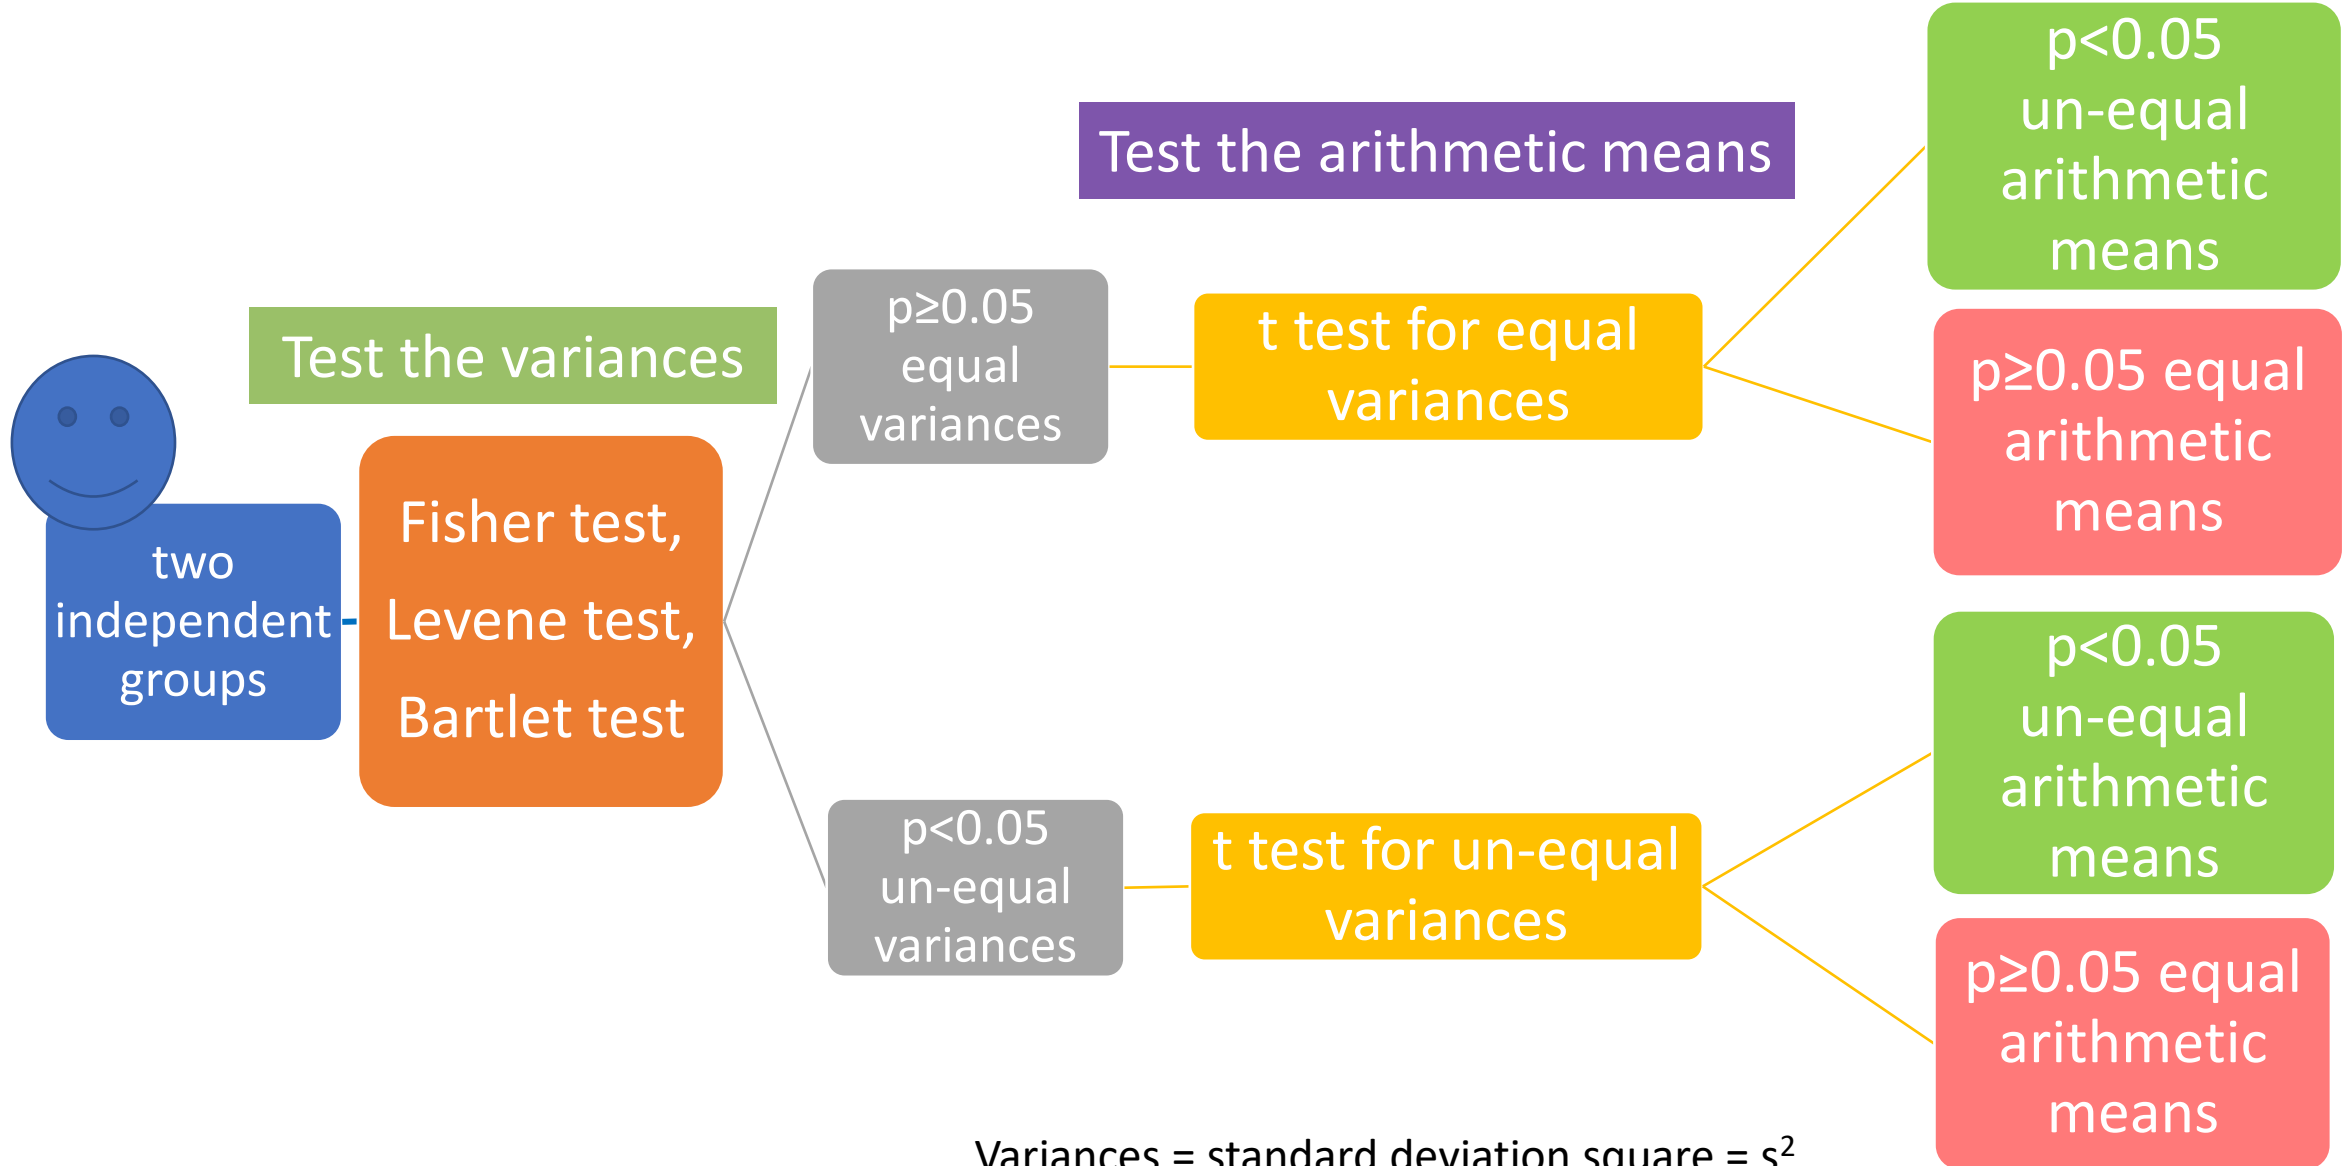 Test the variances
Test the arithmetic means
two
independent
groups
Fisher test,
Levene test,
Bartlet test
p≥0.05
equal
variances
t test for equal
variances
p<0.05
un-equal
arithmetic
means
p≥0.05 equal
arithmetic
means
p<0.05
un-equal
variances
t test for un-equal
variances
p<0.05
un-equal
arithmetic
means
p≥0.05 equal
arithmetic
means
Variances = standard deviation square = s²